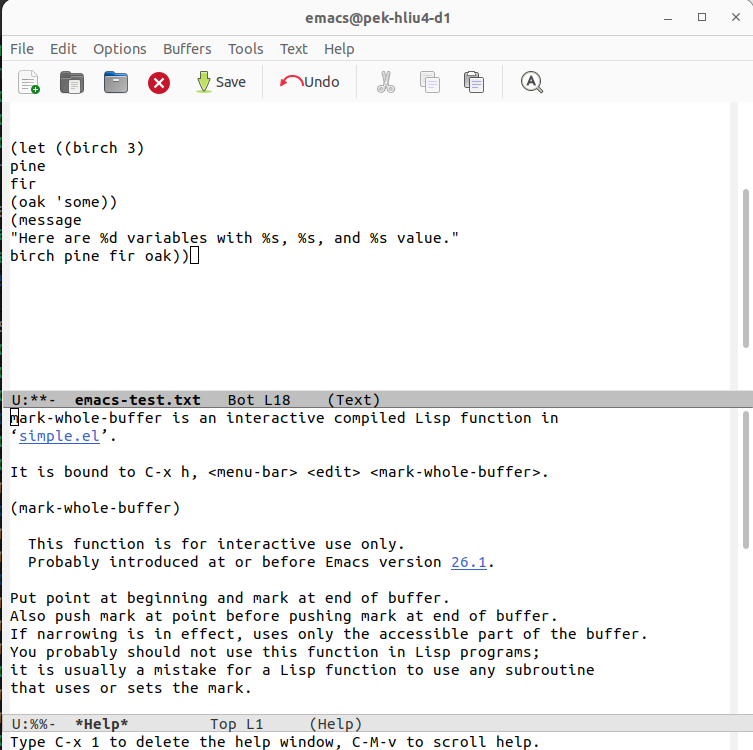 emacs@pek-hliu4-d1
File Edit Options Buffers Tools Text Help
Save Undo
(let ((birch 3)
pine
fir
(oak 'some))
(message
"Here are %d variables with %s, %s, and %s value."
birch pine fir oak))
U:**-  emacs-test.txt   Bot L18    (Text)
mark-whole-buffer is an interactive compiled Lisp function in
‘simple.el’.
It is bound to C-x h, <menu-bar> <edit> <mark-whole-buffer>.
(mark-whole-buffer)
This function is for interactive use only.
Probably introduced at or before Emacs version 26.1.
Put point at beginning and mark at end of buffer.
Also push mark at point before pushing mark at end of buffer.
If narrowing is in effect, uses only the accessible part of the buffer.
You probably should not use this function in Lisp programs;
it is usually a mistake for a Lisp function to use any subroutine
that uses or sets the mark.
U:%%-  *Help*         Top L1     (Help)
Type C-x 1 to delete the help window, C-M-v to scroll help.